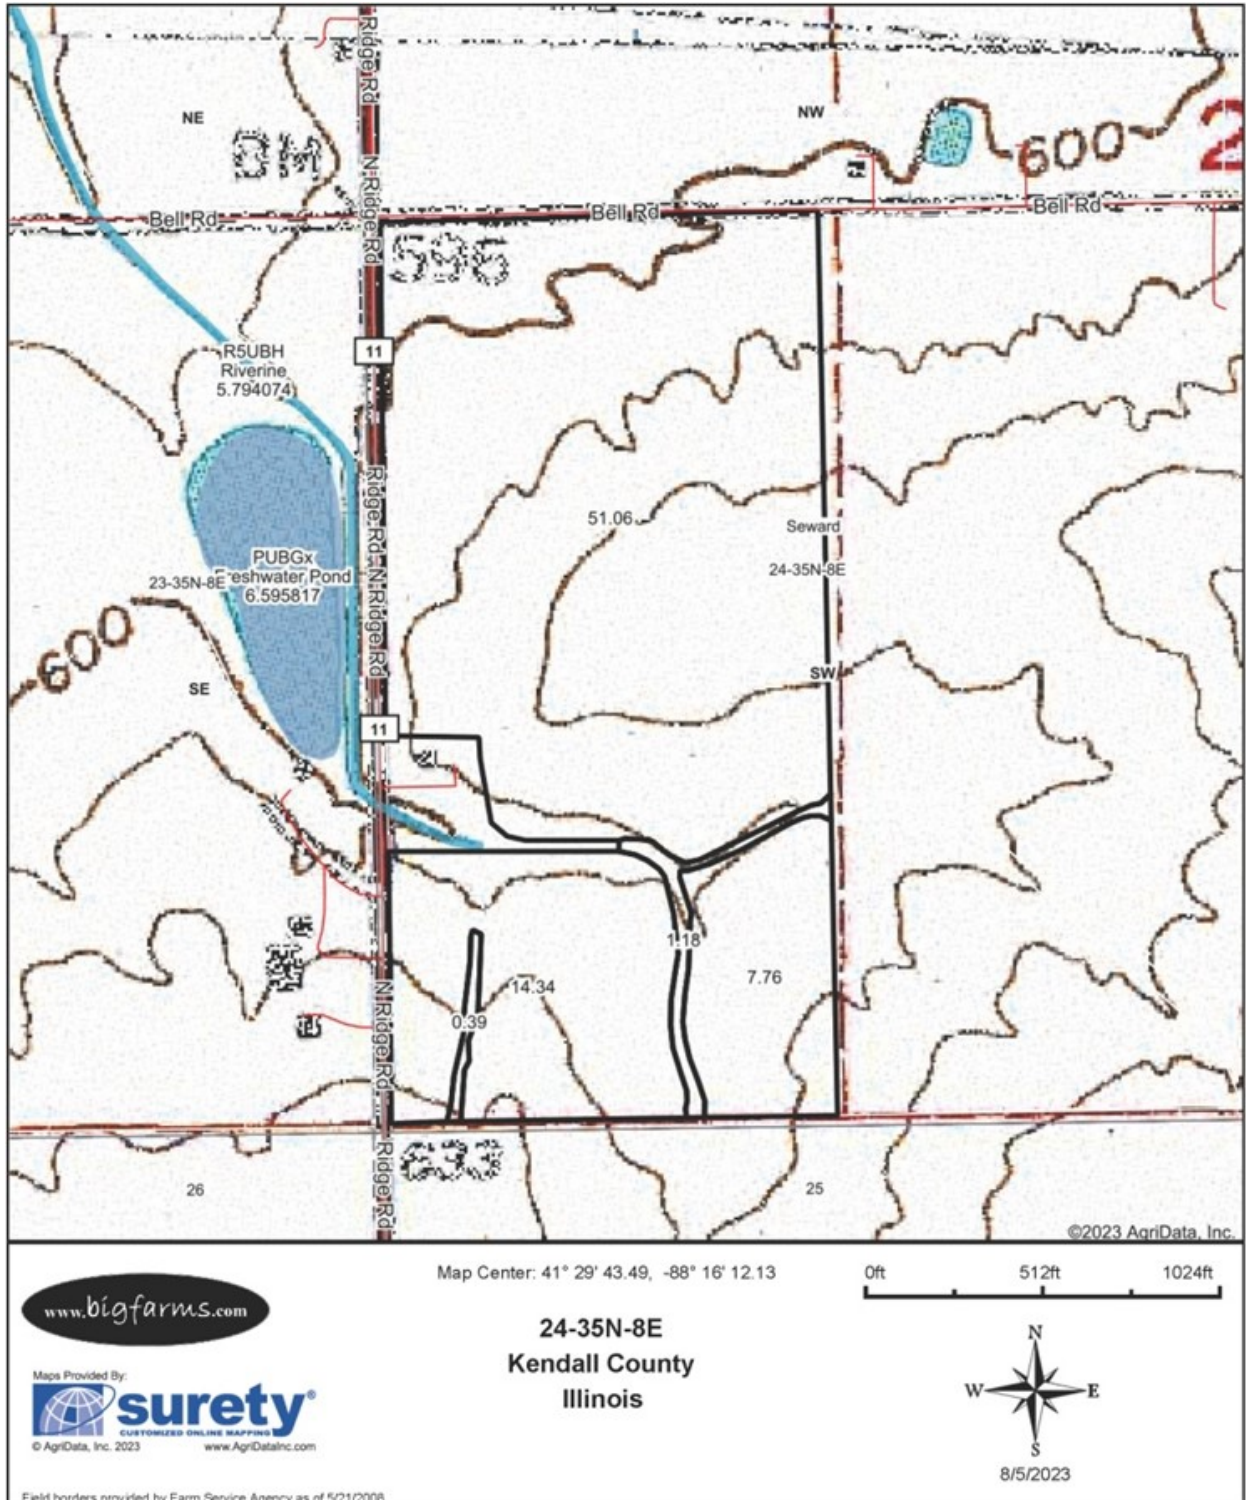 Ridge Rd
NE
NW
BM
600
2
N Ridge Rd
Bell Rd
Bell Rd
Bell Rd
596
11
R5UBH
Riverine
5.794074
Ridge Rd
51.06
Seward
PUBGx
Freshwater Pond
23-35N-8E
6.595817
24-35N-8E
N Ridge Rd
600
SE
SW
11
1.18
7.76
14.34
0.39
N Ridge Rd
Ridge Rd
26
25
©2023 AgriData, Inc.
www.bigfarms.com
Map Center: 41° 29' 43.49, -88° 16' 12.13
0ft 512ft 1024ft
24-35N-8E
Kendall County
Illinois
N
W E
S
8/5/2023
Maps Provided By:
surety®
CUSTOMIZED ONLINE MAPPING
© AgriData, Inc. 2023 www.AgriDataInc.com
Field borders provided by Farm Service Agency as of 5/21/2008.